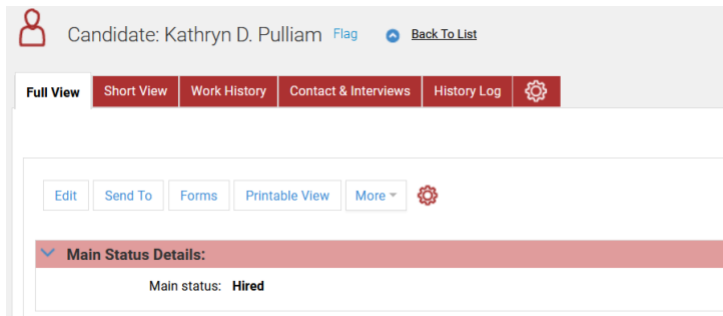 Candidate: Kathryn D. Pulliam Flag Back To List
Full View Short View Work History Contact & Interviews History Log
Edit Send To Forms Printable View More
Main Status Details:
Main status: Hired